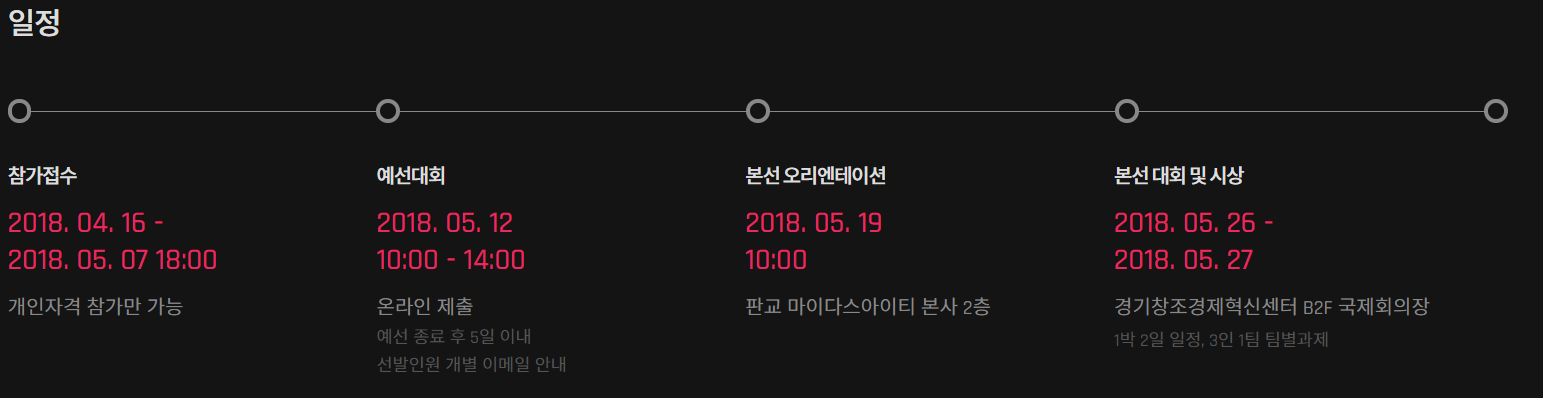 일정
참가접수
2018. 04. 16 -
2018. 05. 07 18:00
개인자격 참가만 가능
예선대회
2018. 05. 12
10:00 - 14:00
온라인 제출
예선 종료 후 5일 이내
선발인원 개별 이메일 안내
본선 오리엔테이션
2018. 05. 19
10:00
판교 마이다스아이티 본사 2층
본선 대회 및 시상
2018. 05. 26 -
2018. 05. 27
경기창조경제혁신센터 B2F 국제회의장
1박 2일 일정, 3인 1팀 팀별과제